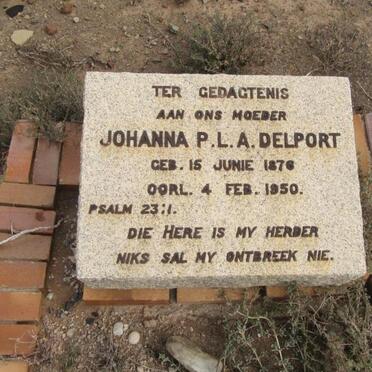 TER GEDAGTENIS
AAN ONS MOEDER
JOHANNA P.L.A. DELPORT
GEB. 15 JUNIE 1876
OORL. 4 FEB. 1950.
PSALM 23:1.
DIE HERE IS MY HERDER
NIKS SAL MY ONTBREEK NIE.